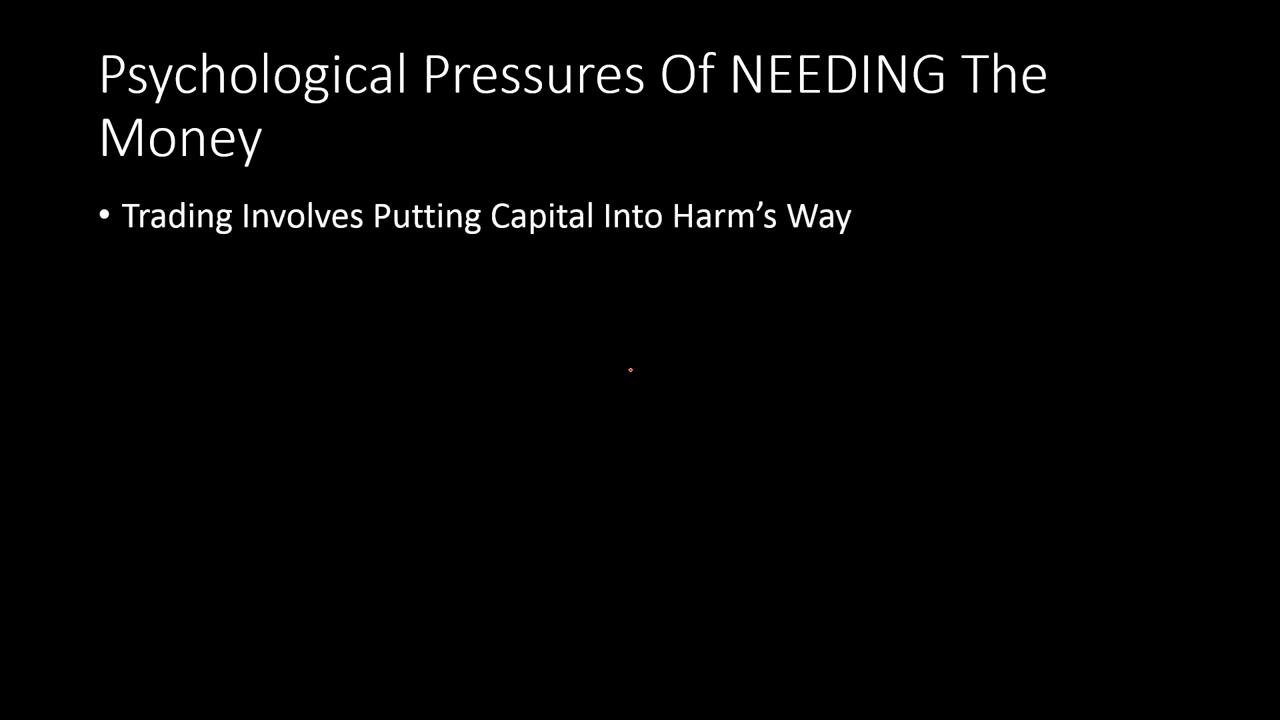 Psychological Pressures Of NEEDING The
Money
• Trading Involves Putting Capital Into Harm’s Way